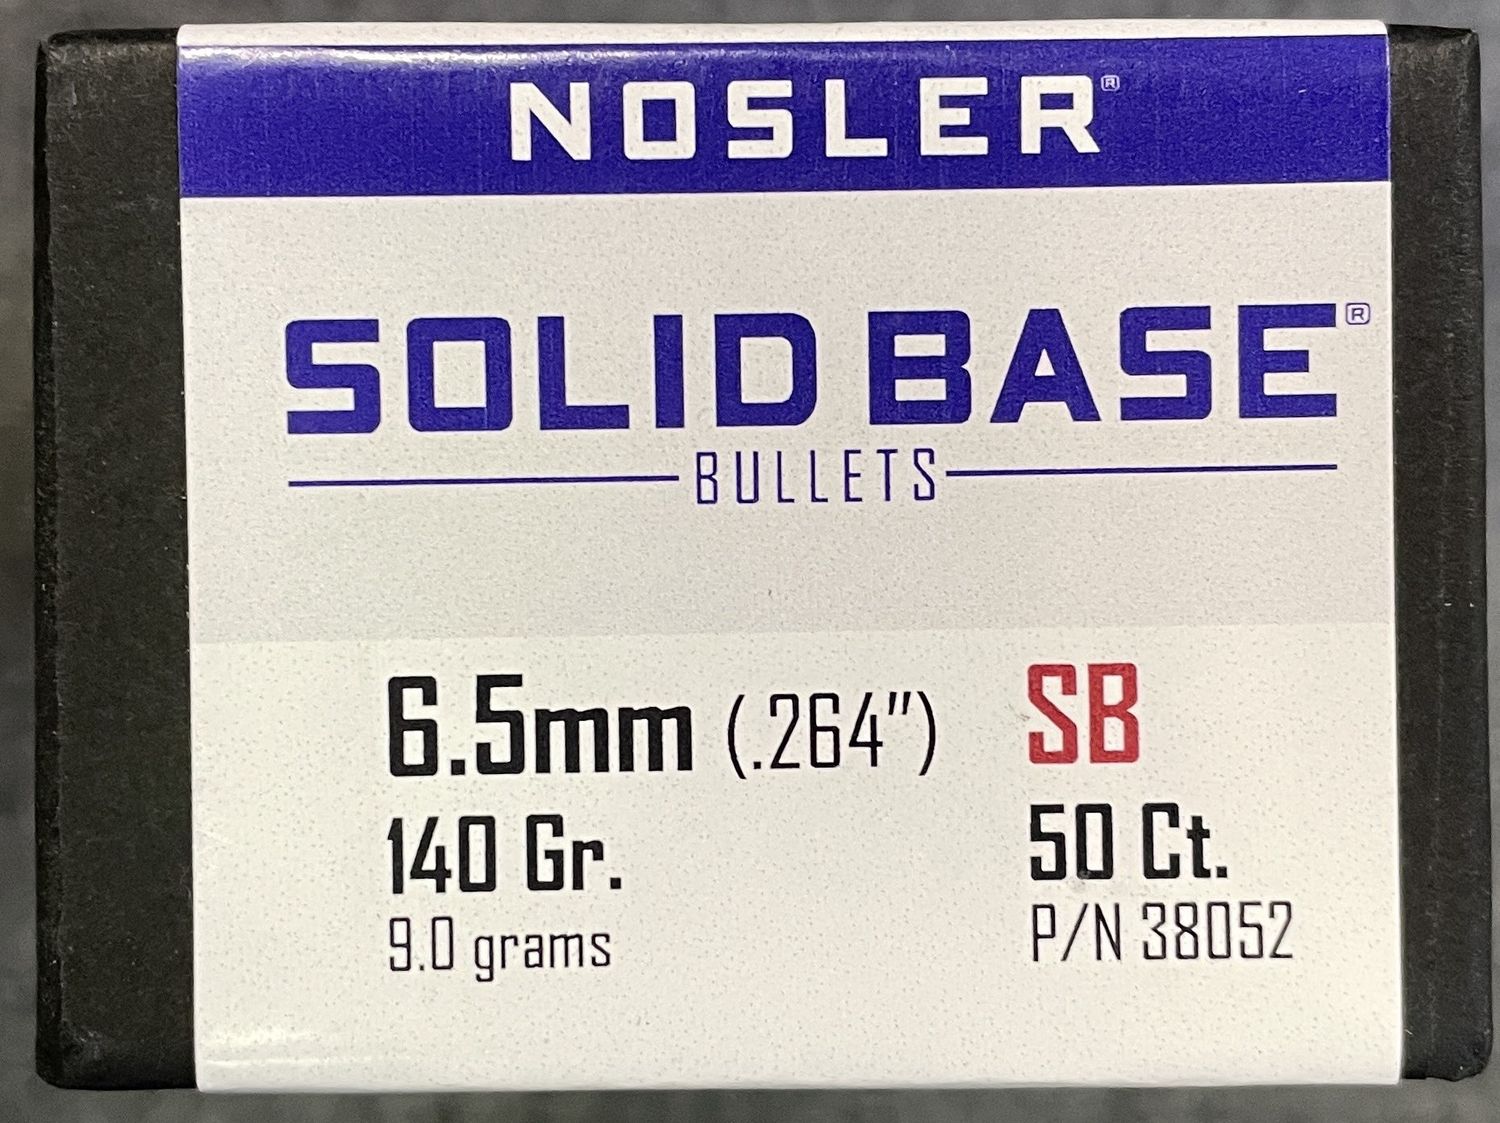 NOSLER®
SOLID BASE®
BULLETS
6.5mm (.264") SB
140 Gr. 50 Ct.
9.0 grams P/N 38052